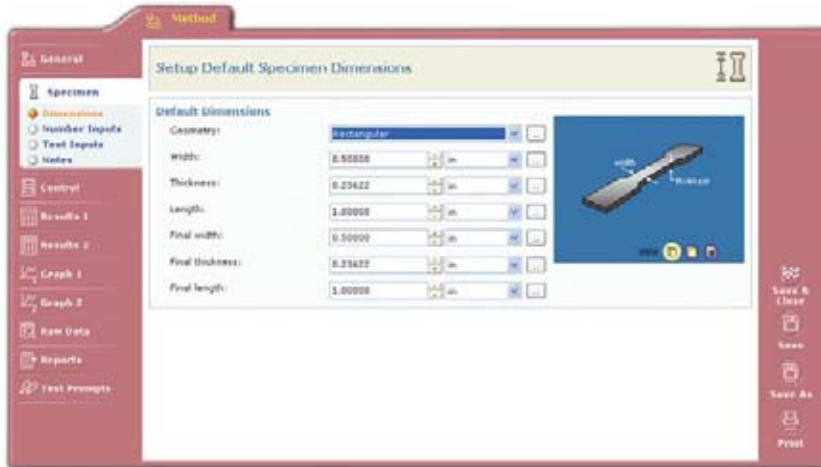 Method
General
Specimen
Dimensions
Number Inputs
Text Inputs
Notes
Control
Results 1
Results 2
Graph 1
Graph 2
Raw Data
Reports
Test Prompts
Setup Default Specimen Dimensions
Default Dimensions
Geometry: Rectangular
Width: 0.50000 in
Thickness: 0.23622 in
Length: 1.00000 in
Final width: 0.50000 in
Final thickness: 0.23622 in
Final length: 1.00000 in
width
thickness
Save & Close
Save
Save As
Print